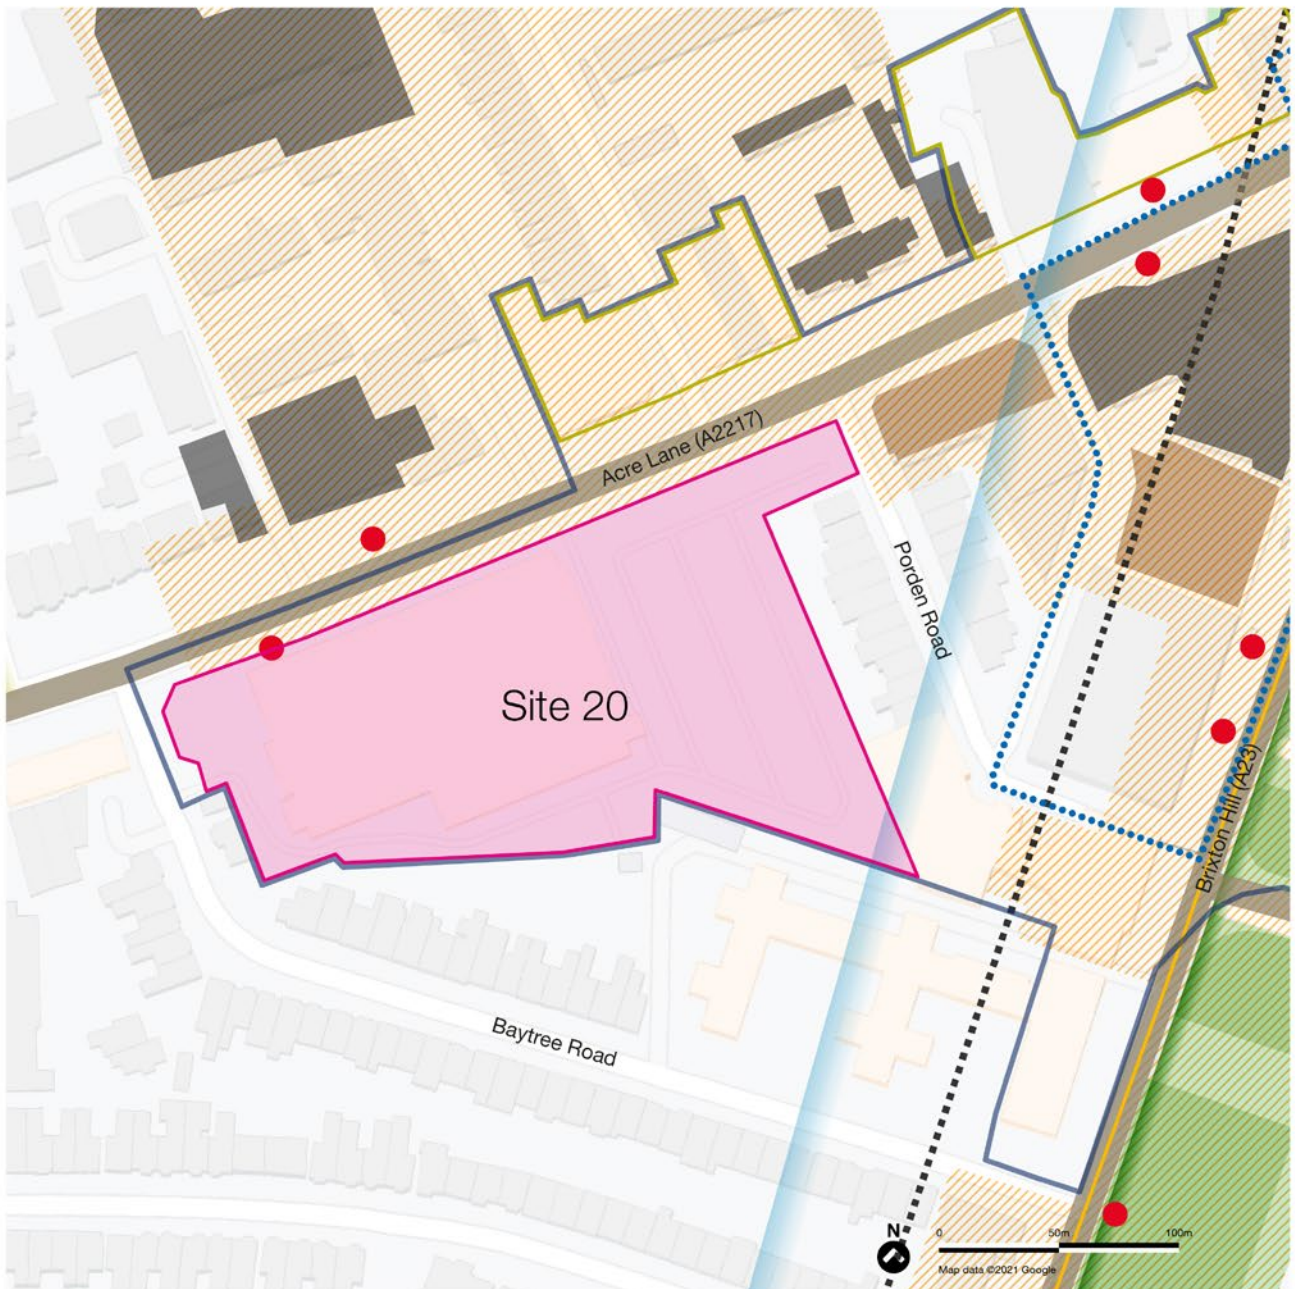 Acre Lane (A2217)
Porden Road
Site 20
Brixton Hill (A23)
Baytree Road
N
0 50m 100m
Map data ©2021 Google